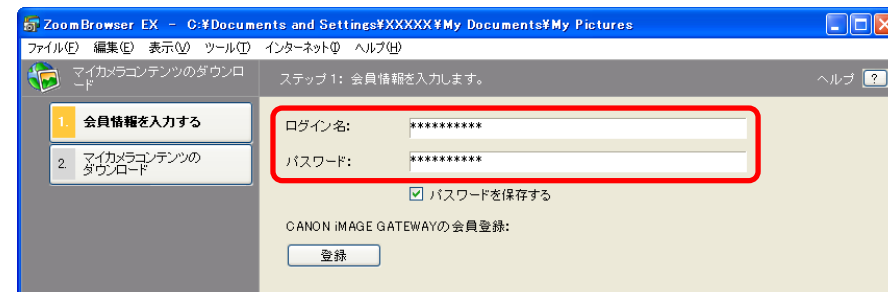 ZoomBrowser EX - C:¥Documents and Settings¥XXXXX¥My Documents¥My Pictures
ファイル(F) 編集(E) 表示(V) ツール(T) インターネット(I) ヘルプ(H)
マイカメラコンテンツのダウンロ
ード
ステップ1: 会員情報を入力します。
ヘルプ ?
1. 会員情報を入力する
2. マイカメラコンテンツの
ダウンロード
ログイン名: **********
パスワード: **********
パスワードを保存する
CANON iMAGE GATEWAYの会員登録:
登録